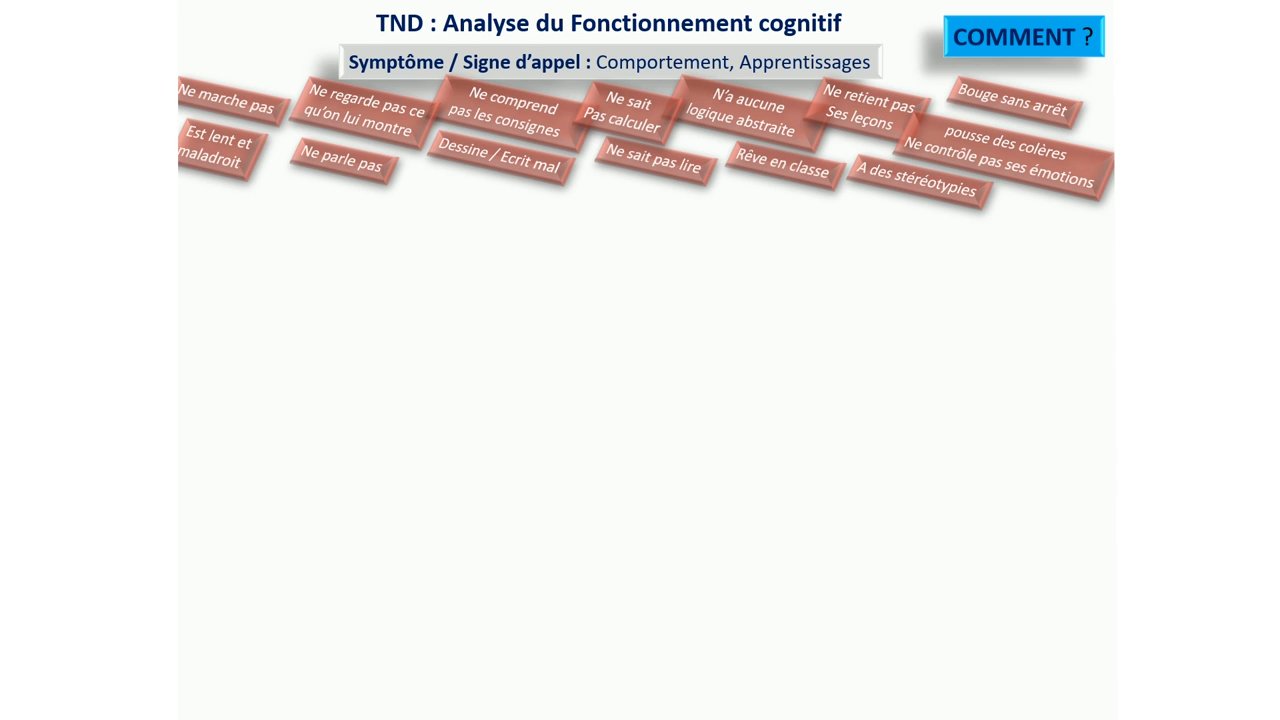 TND : Analyse du Fonctionnement cognitif
COMMENT ?
Symptôme / Signe d’appel : Comportement, Apprentissages
Ne marche pas
Ne regarde pas ce
qu’on lui montre
Ne comprend
pas les consignes
Ne sait
Pas calculer
N’a aucune
logique abstraite
Ne retient pas
Ses leçons
Bouge sans arrêt
Est lent et
maladroit
Ne parle pas
Dessine / Ecrit mal
Ne sait pas lire
Rêve en classe
A des stéréotypies
pousse des colères
Ne contrôle pas ses émotions